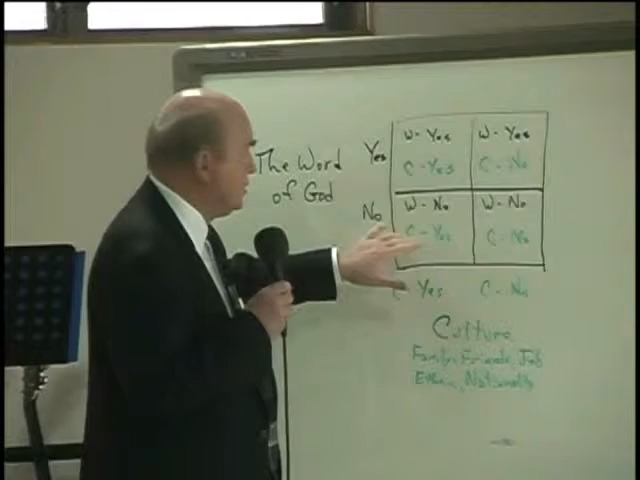 The Word
of God
Yes
W - Yes
C - Yes
W - Yes
C - No
No
W - No
C - Yes
W - No
C - No
Yes
C - No
Culture
Family, Friends, Job
Nationality